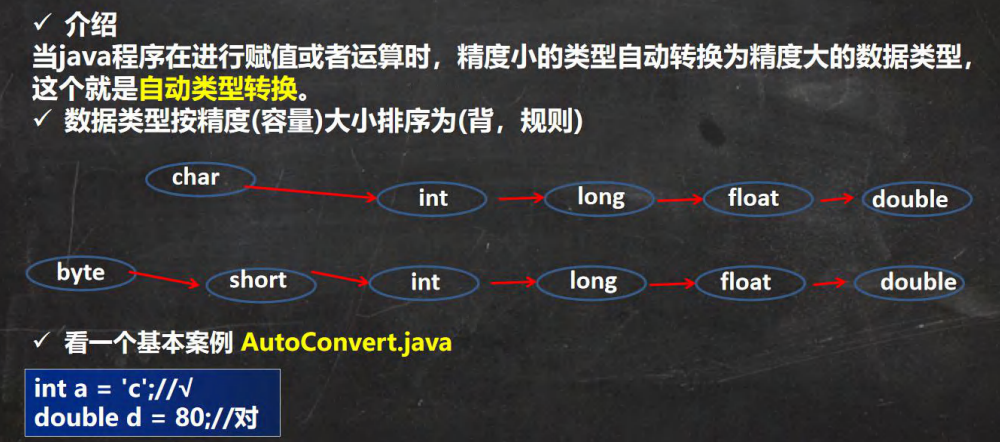 ✓ 介绍
当java程序在进行赋值或者运算时，精度小的类型自动转换为精度大的数据类型，
这个就是自动类型转换。
✓ 数据类型按精度(容量)大小排序为(背，规则)
char int long float double
byte short int long float double
✓ 看一个基本案例 AutoConvert.java
int a = 'c';//√
double d = 80;//对